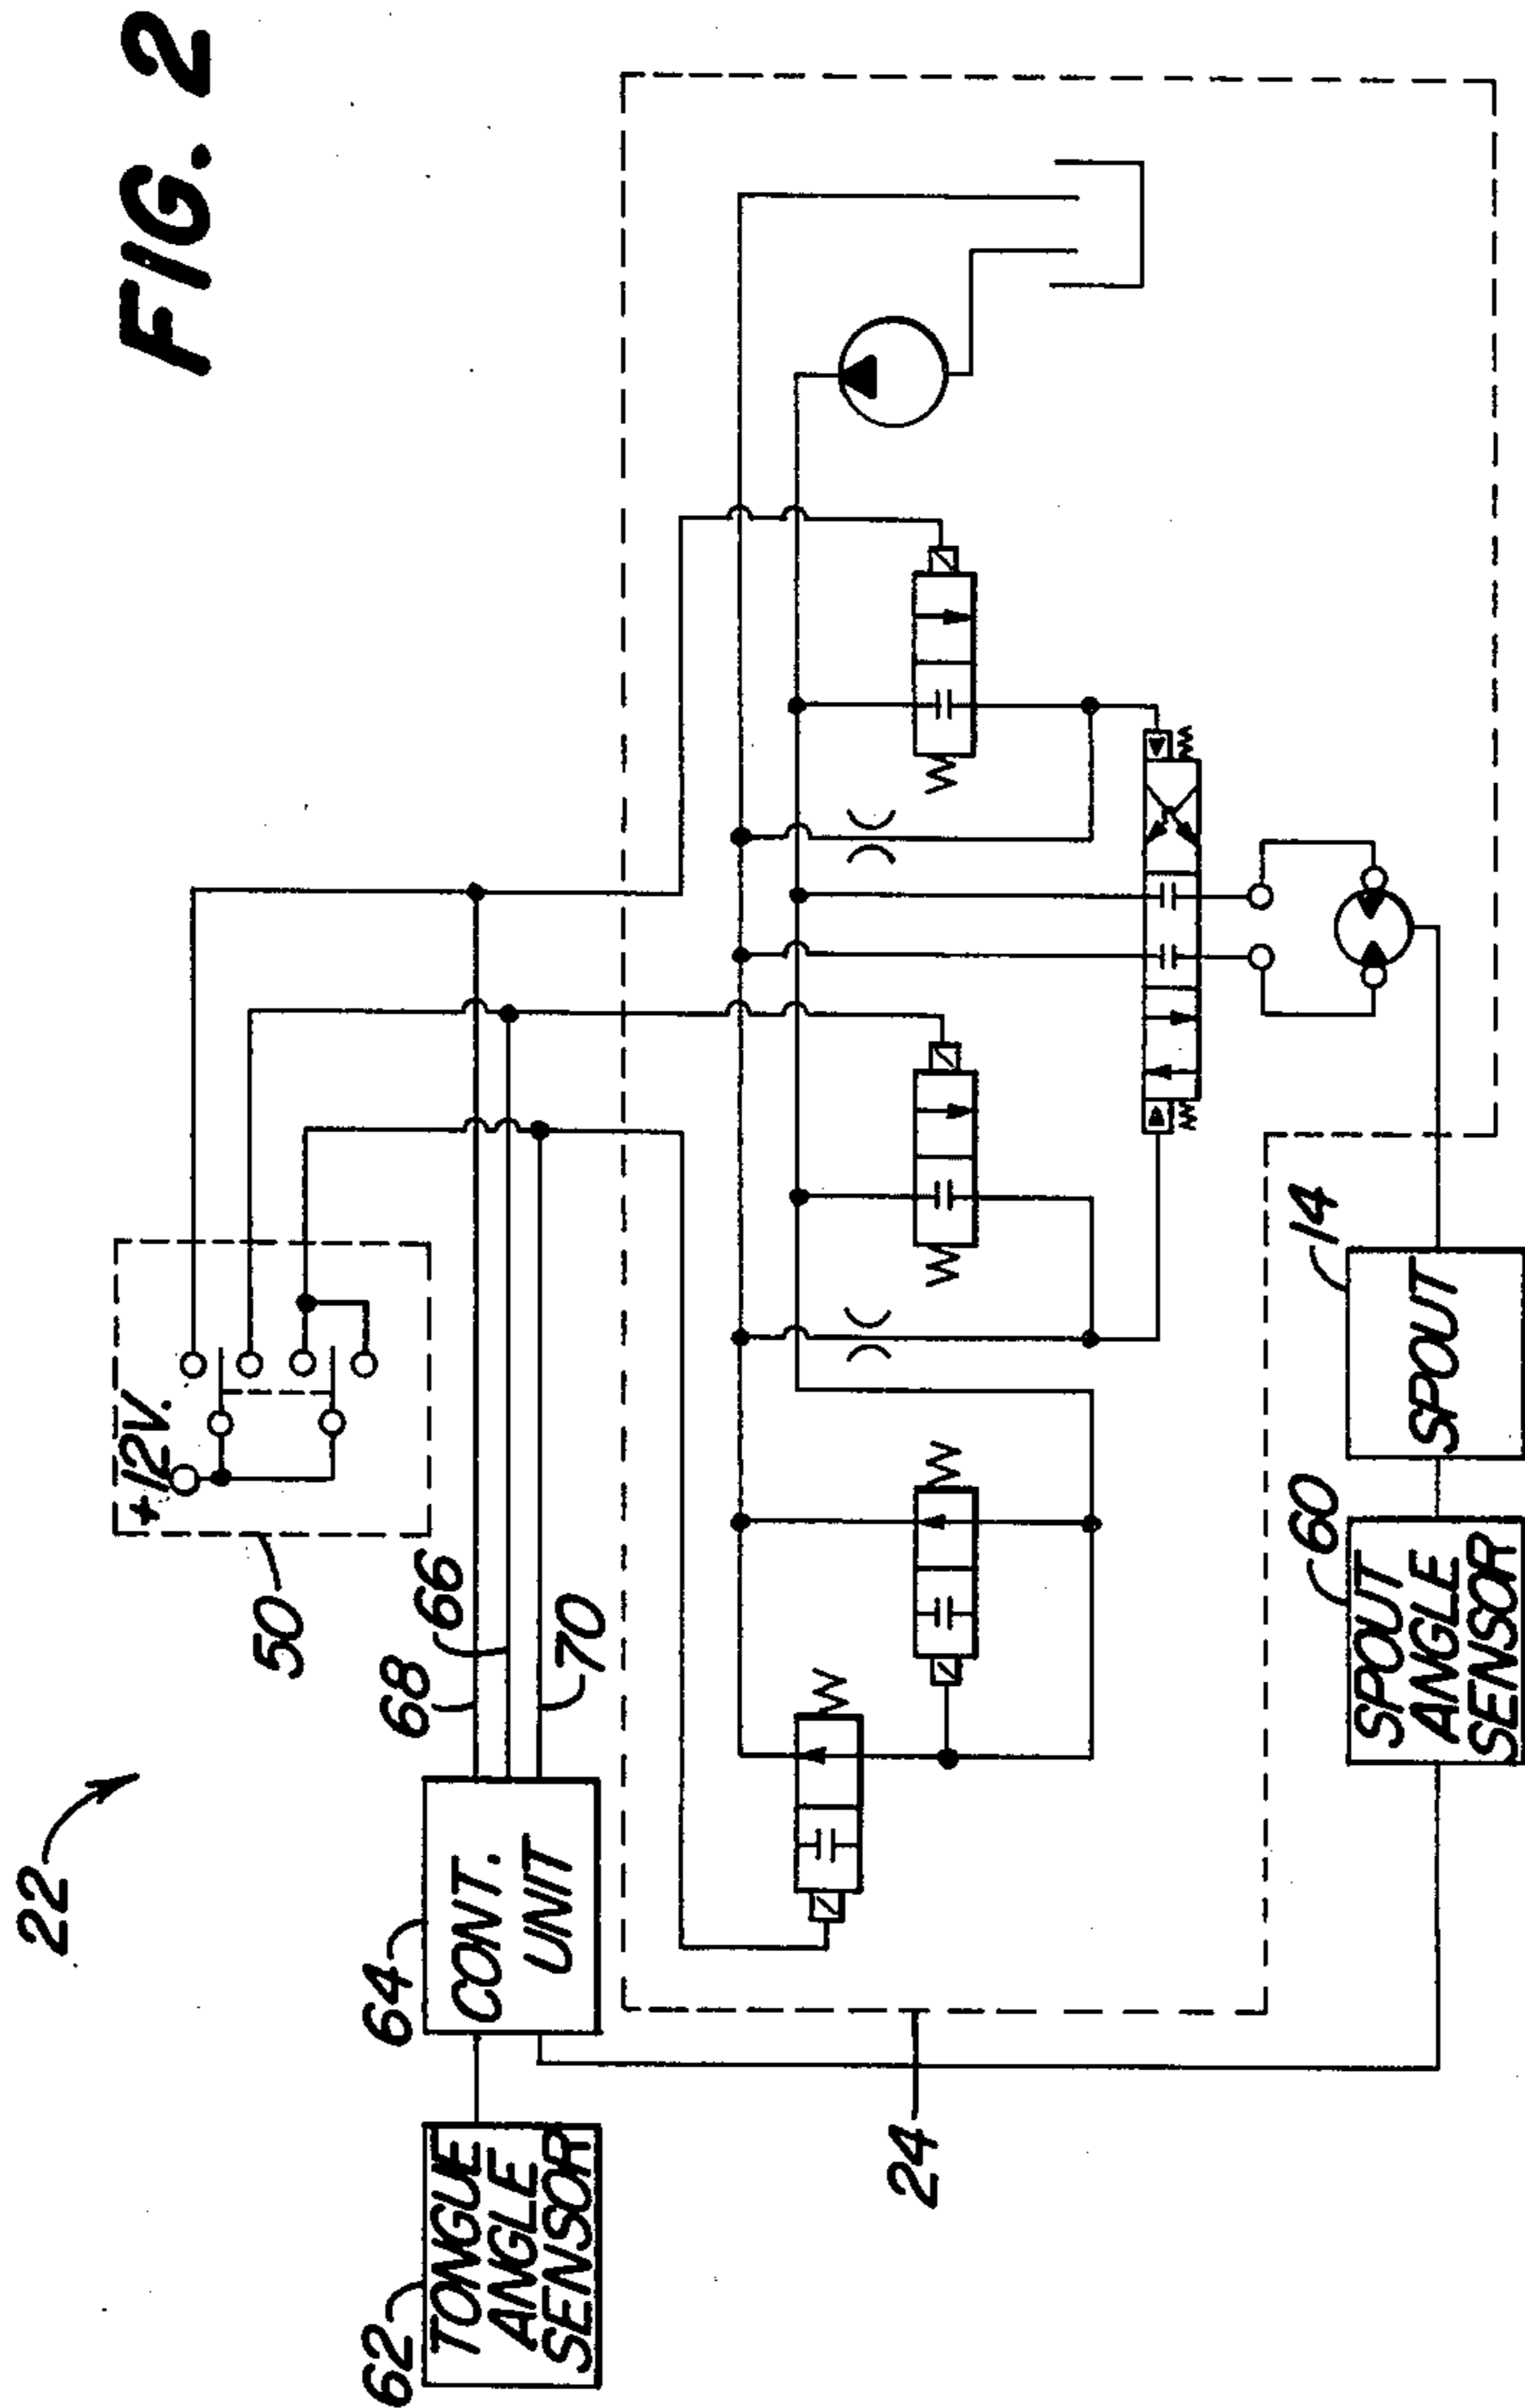 FIG. 2
22
+12V.
50
68
66
70
64
CONT.
UNIT
62
TONGUE
ANGLE
SENSOR
24
14
SPOUT
60
SPOUT
ANGLE
SENSOR